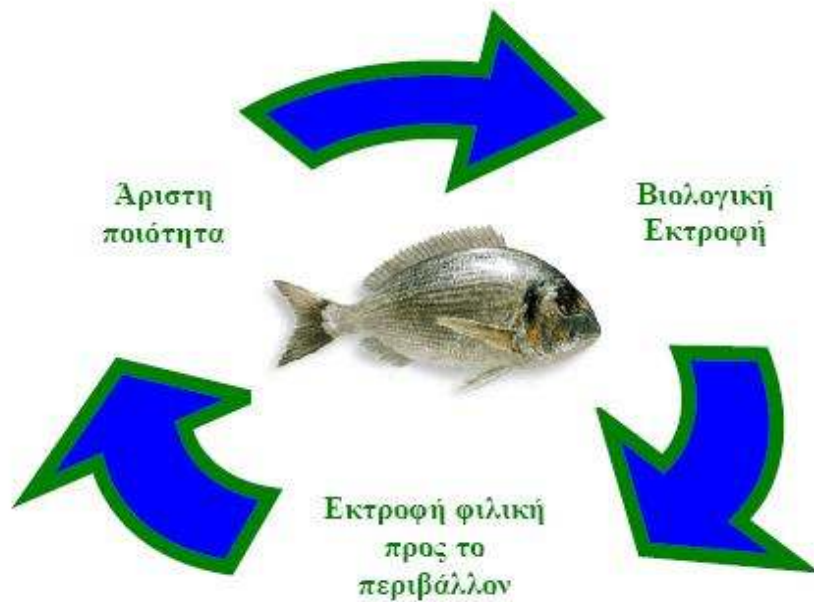 Άριστη
ποιότητα
Βιολογική
Εκτροφή
Εκτροφή φιλική
προς το
περιβάλλον